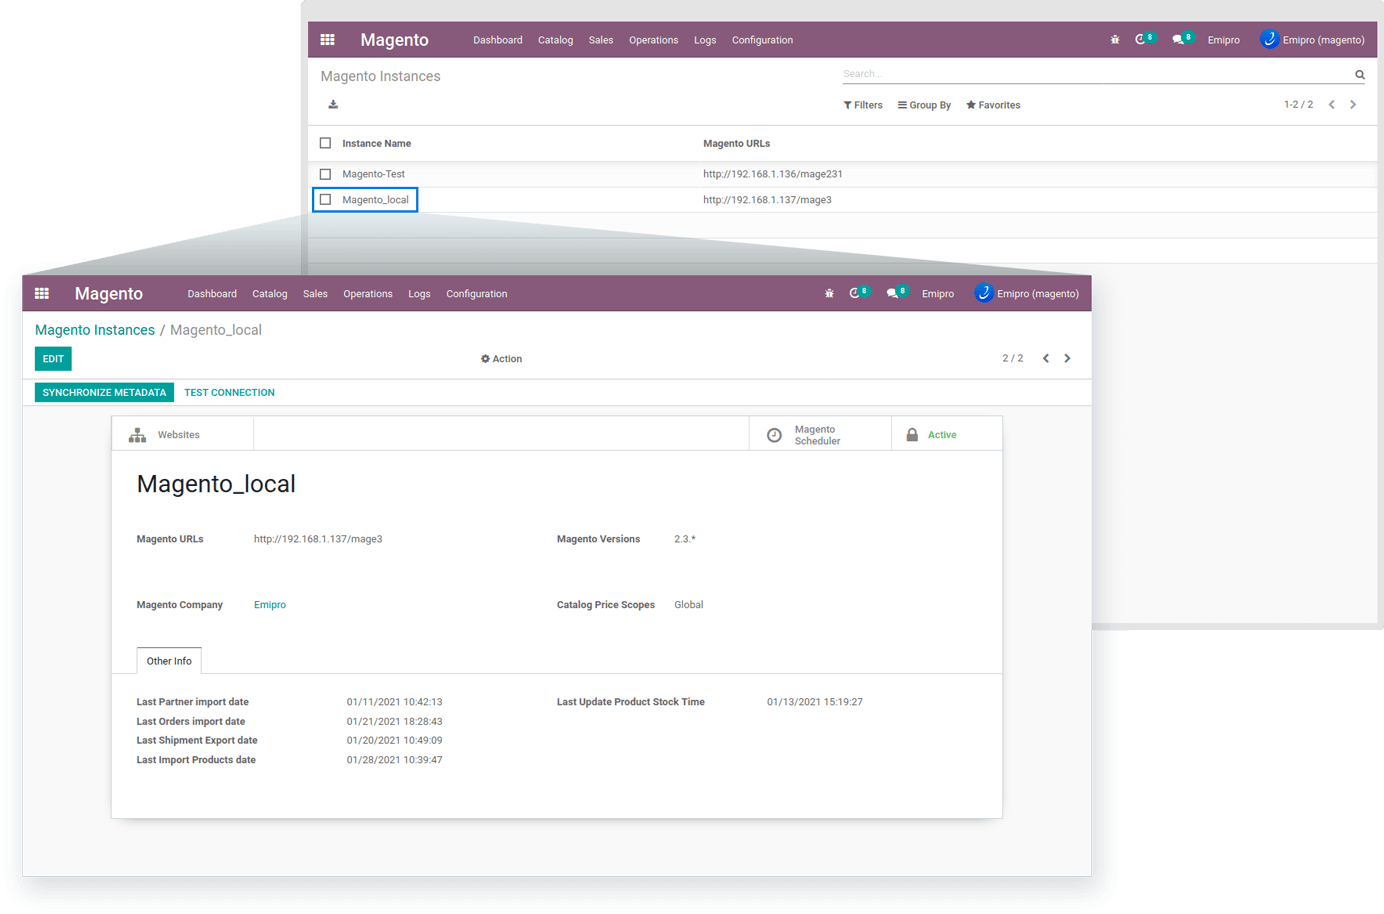 Magento Dashboard Catalog Sales Operations Logs Configuration 8 8 Emipro Emipro (magento)
Magento Instances Search...
Filters Group By Favorites 1-2 / 2
Instance Name Magento URLs
Magento-Test http://192.168.1.136/mage231
Magento_local http://192.168.1.137/mage3
Magento Dashboard Catalog Sales Operations Logs Configuration 8 8 Emipro Emipro (magento)
Magento Instances / Magento_local
EDIT Action 2 / 2
SYNCHRONIZE METADATA TEST CONNECTION
Websites Magento Scheduler Active
Magento_local
Magento URLs http://192.168.1.137/mage3 Magento Versions 2.3.*
Magento Company Emipro Catalog Price Scopes Global
Other Info
Last Partner import date 01/11/2021 10:42:13 Last Update Product Stock Time 01/13/2021 15:19:27
Last Orders import date 01/21/2021 18:28:43
Last Shipment Export date 01/20/2021 10:49:09
Last Import Products date 01/28/2021 10:39:47